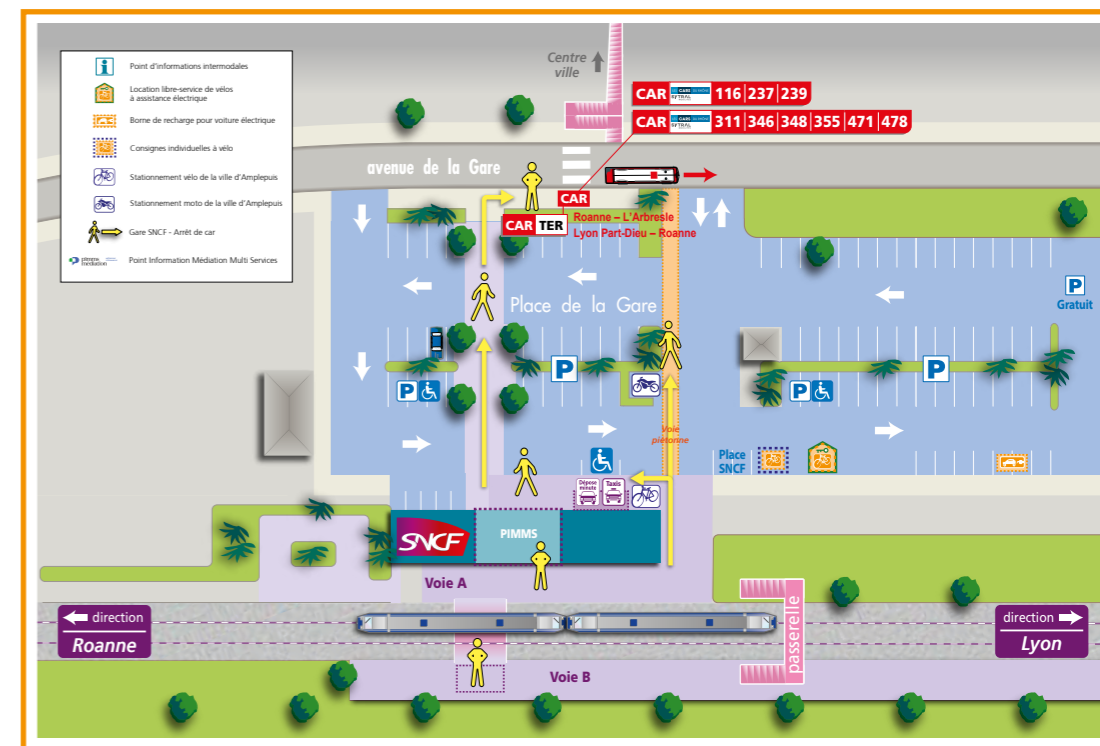 Point d'informations intermodales
Location libre-service de vélos
à assistance électrique
Borne de recharge pour voiture électrique
Consignes individuelles à vélo
Stationnement vélo de la ville d'Amplepuis
Stationnement moto de la ville d'Amplepuis
Gare SNCF - Arrêt de car
pimms
médiation
Point Information Médiation Multi Services
Centre
ville
CAR 116|237|239
CAR 311|346|348|355|471|478
avenue de la Gare
CAR
CAR TER
Roanne – L'Arbresle
Lyon Part-Dieu – Roanne
Place de la Gare
P
Gratuit
P
P
P
P
Voie
piétonne
Place
SNCF
Dépose
minute
Taxis
SNCF
PIMMS
Voie A
direction
Roanne
passerelle
direction
Lyon
Voie B